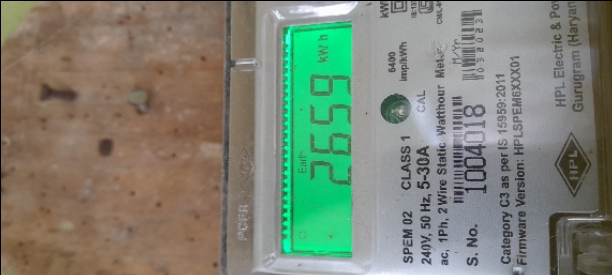 Earth
2659 kWh
6400
imp/kWh
CAL
SPEM 02 CLASS 1
240V, 50 Hz, 5-30A
ac, 1Ph, 2 Wire Static Watthour Meter
M/Yr.
S. No. 1004018
Category C3 as per IS 15959:2011
Firmware Version: HPLSPEM6XXX01
HPL
HPL Electric & Po
Gurugram (Haryan